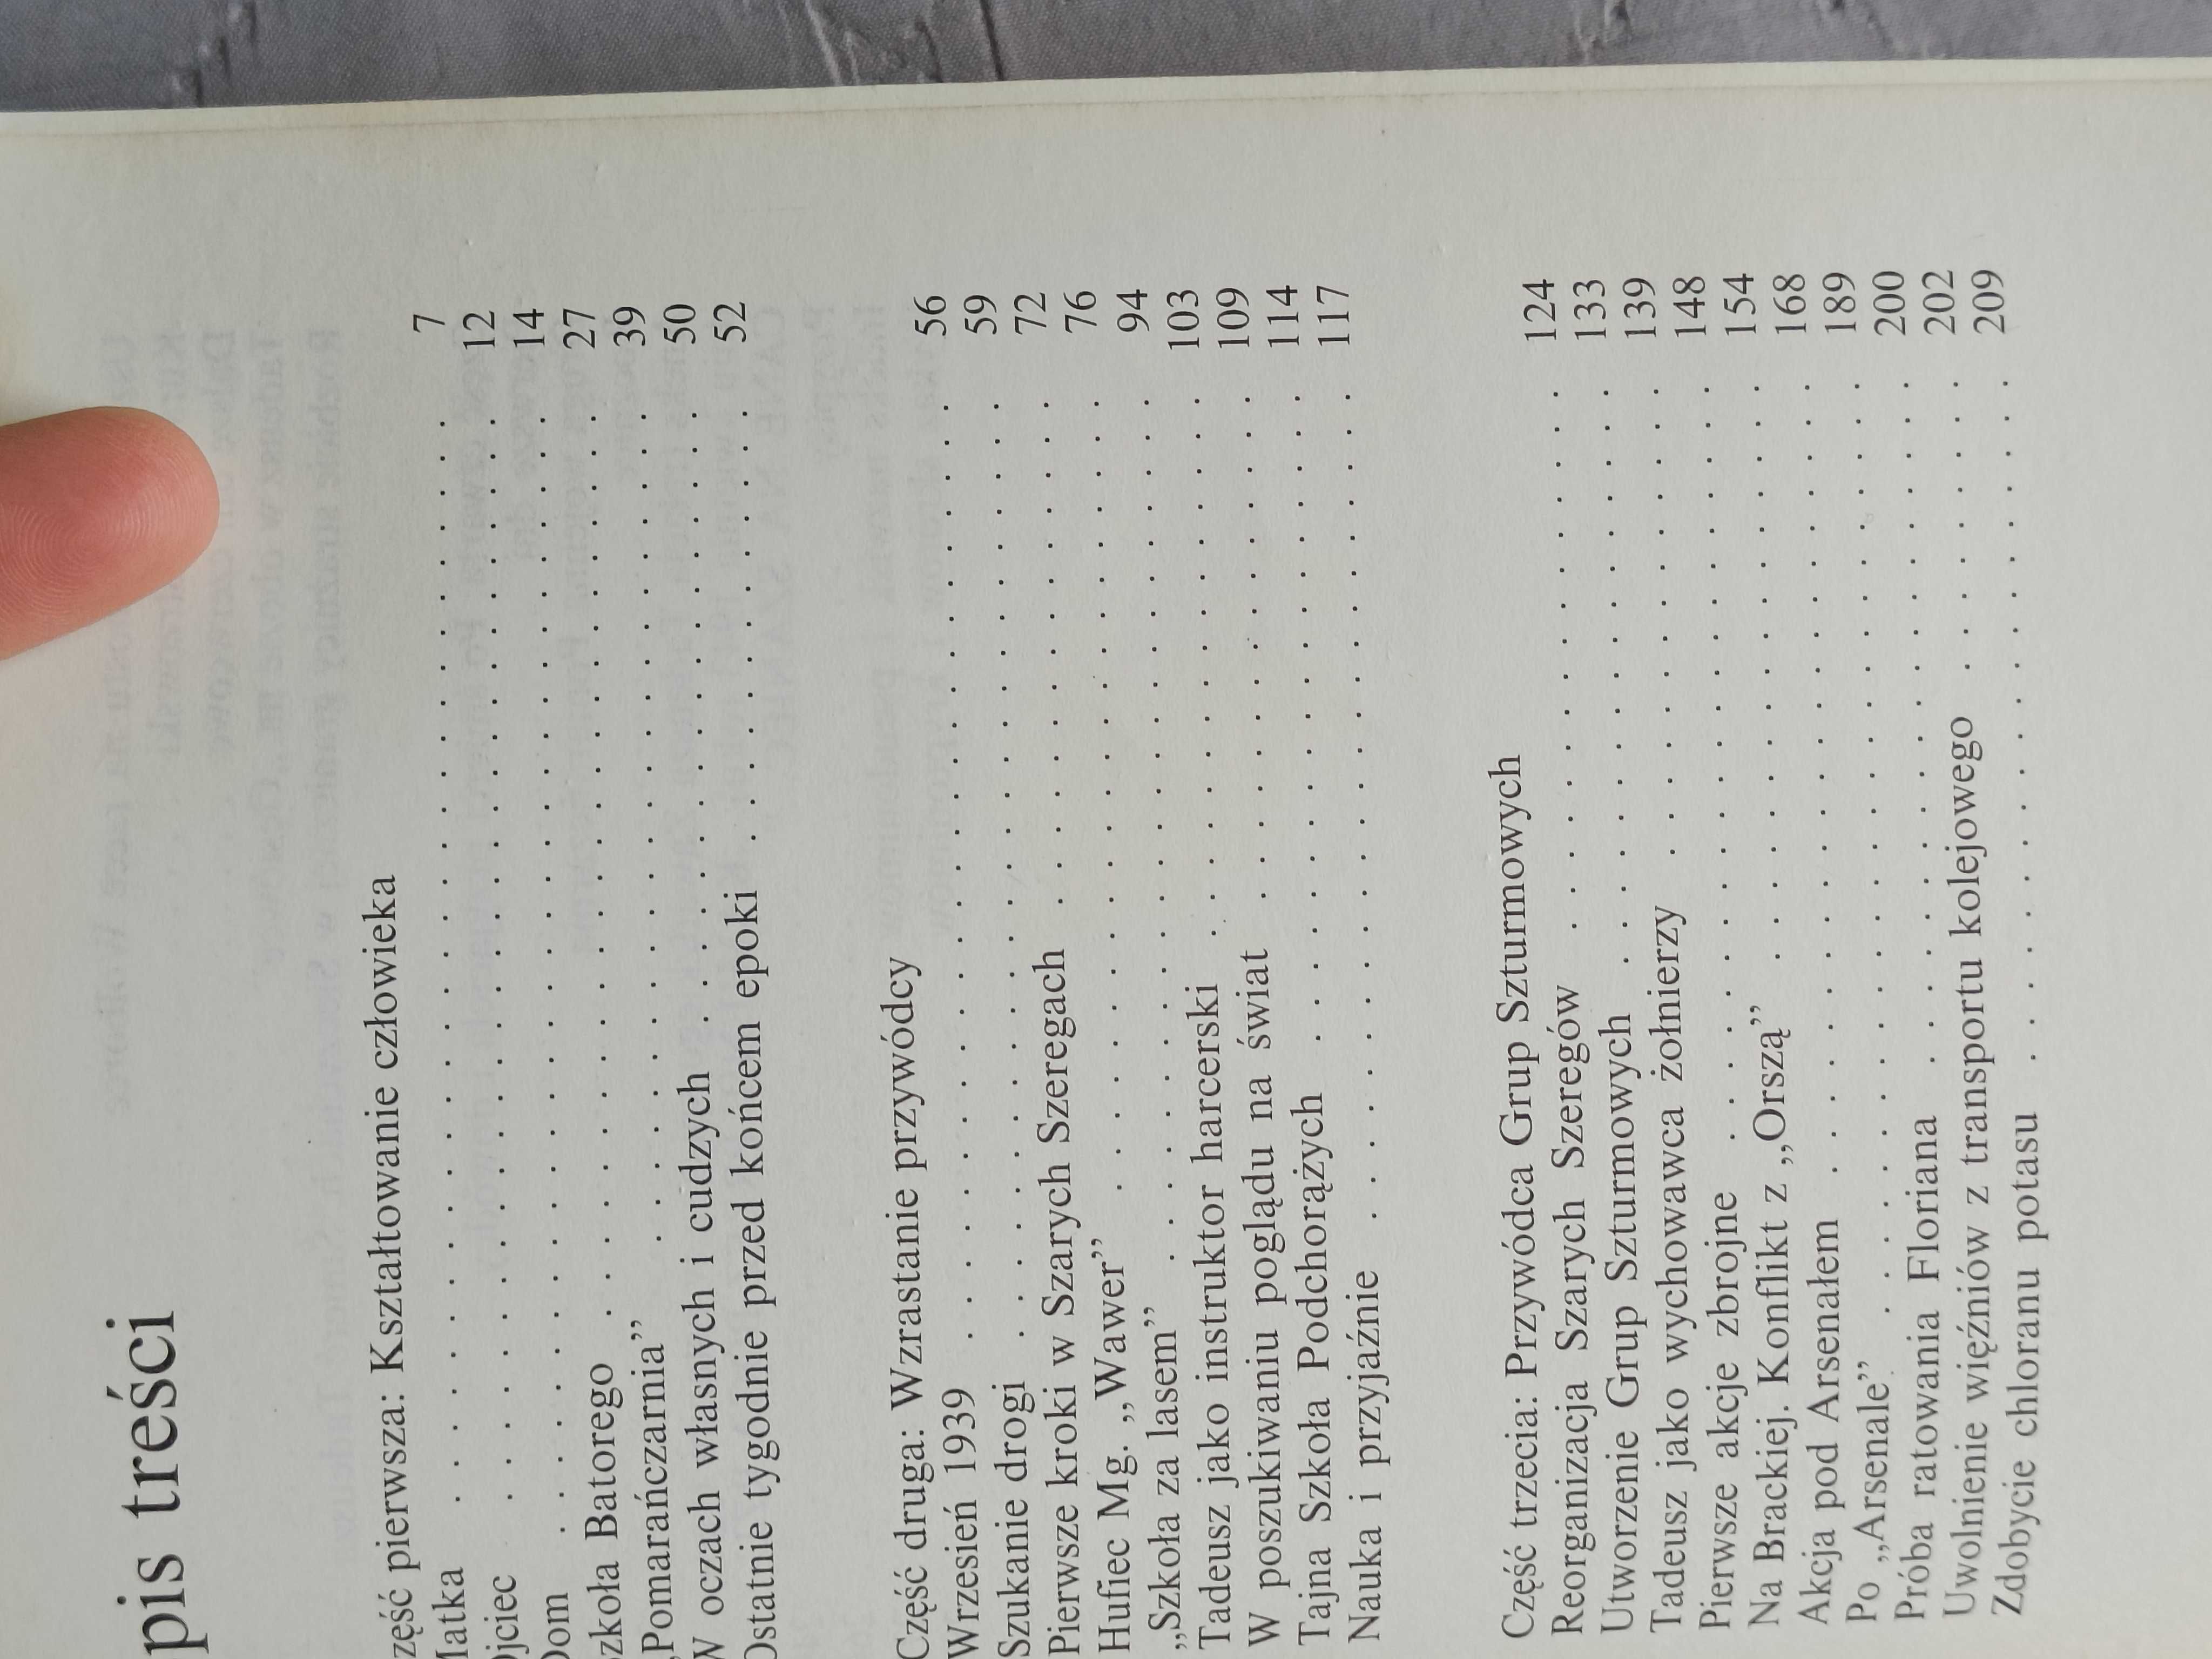 pis treści
zęść pierwsza: Kształtowanie człowieka
Matka . . . . . . . . . . . . . . . . . . . . 7
Ojciec . . . . . . . . . . . . . . . . . . . . 12
Dom . . . . . . . . . . . . . . . . . . . . 14
zkoła Batorego . . . . . . . . . . . . . . . . . 27
„Pomarańczarnia” . . . . . . . . . . . . . . . . 39
W oczach własnych i cudzych . . . . . . . . . . . . 50
Ostatnie tygodnie przed końcem epoki . . . . . . . . . 52
Część druga: Wzrastanie przywódcy
Wrzesień 1939 . . . . . . . . . . . . . . . . . 56
Szukanie drogi . . . . . . . . . . . . . . . . . 59
Pierwsze kroki w Szarych Szeregach . . . . . . . . . . 72
Hufiec Mg. „Wawer” . . . . . . . . . . . . . . . 76
„Szkoła za lasem” . . . . . . . . . . . . . . . . 94
Tadeusz jako instruktor harcerski . . . . . . . . . . 103
W poszukiwaniu poglądu na świat . . . . . . . . . . 109
Tajna Szkoła Podchorążych . . . . . . . . . . . . . 114
Nauka i przyjaźnie . . . . . . . . . . . . . . . 117
Część trzecia: Przywódca Grup Szturmowych
Reorganizacja Szarych Szeregów . . . . . . . . . . . 124
Utworzenie Grup Szturmowych . . . . . . . . . . . . 133
Tadeusz jako wychowawca żołnierzy . . . . . . . . . . 139
Pierwsze akcje zbrojne . . . . . . . . . . . . . . 148
Na Brackiej. Konflikt z „Orszą” . . . . . . . . . . . 154
Akcja pod Arsenałem . . . . . . . . . . . . . . . 168
Po „Arsenale” . . . . . . . . . . . . . . . . . 189
Próba ratowania Floriana . . . . . . . . . . . . . 200
Uwolnienie więźniów z transportu kolejowego . . . . . . 202
Zdobycie chloranu potasu . . . . . . . . . . . . . 209